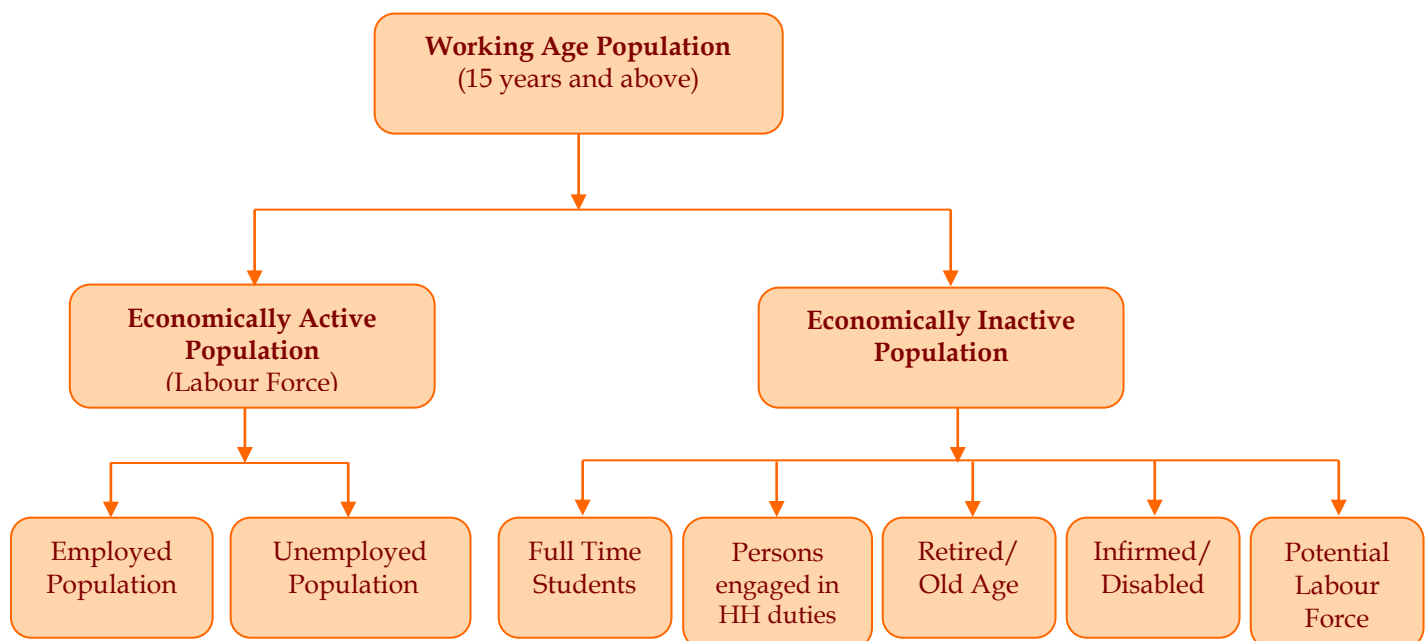 Working Age Population
(15 years and above)
Economically Active
Population
(Labour Force)
Economically Inactive
Population
Employed
Population
Unemployed
Population
Full Time
Students
Persons
engaged in
HH duties
Retired/
Old Age
Infirmed/
Disabled
Potential
Labour
Force